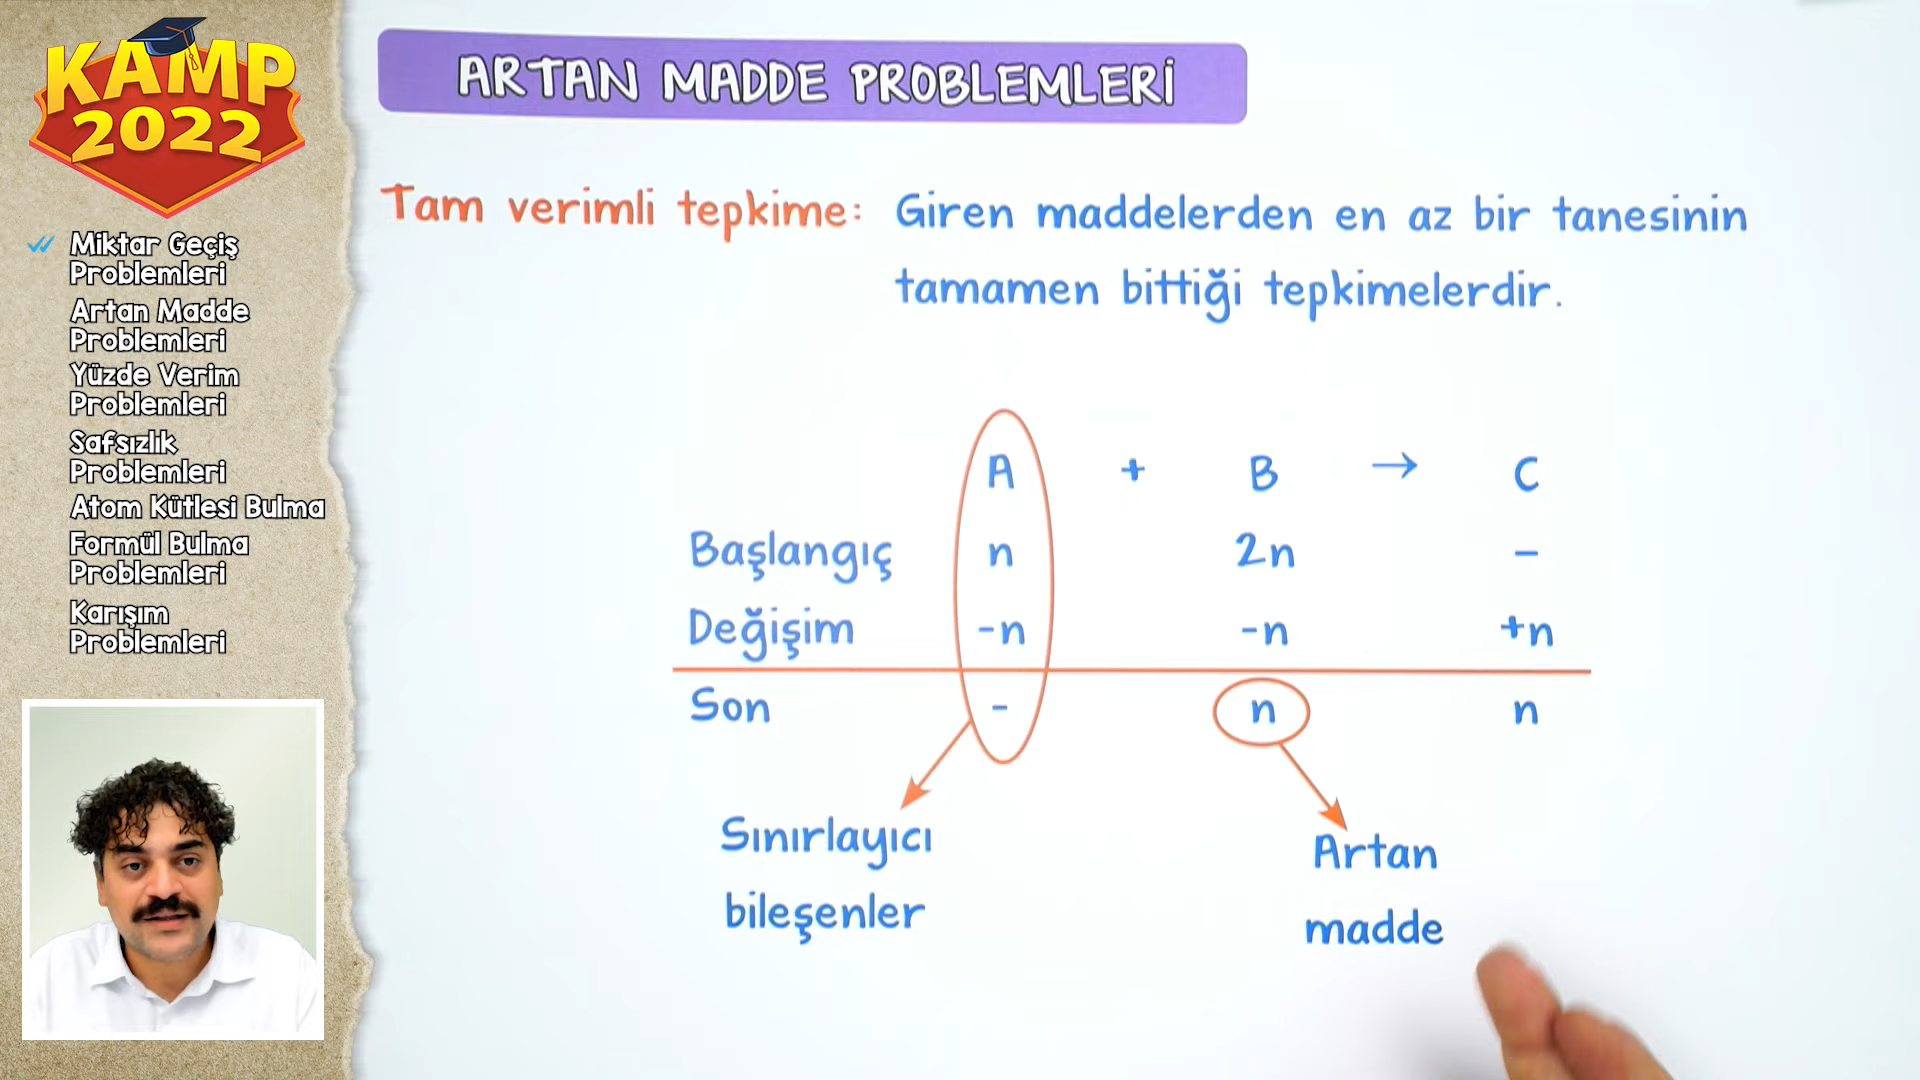 KAMP
2022
Miktar Geçiş
Problemleri
Artan Madde
Problemleri
Yüzde Verim
Problemleri
Safsızlık
Problemleri
Atom Kütlesi Bulma
Formül Bulma
Problemleri
Karışım
Problemleri
ARTAN MADDE PROBLEMLERİ
Tam verimli tepkime: Giren maddelerden en az bir tanesinin
tamamen bittiği tepkimelerdir.
A + B → C
Başlangıç n 2n -
Değişim -n -n +n
Son - n n
Sınırlayıcı
bileşenler
Artan
madde